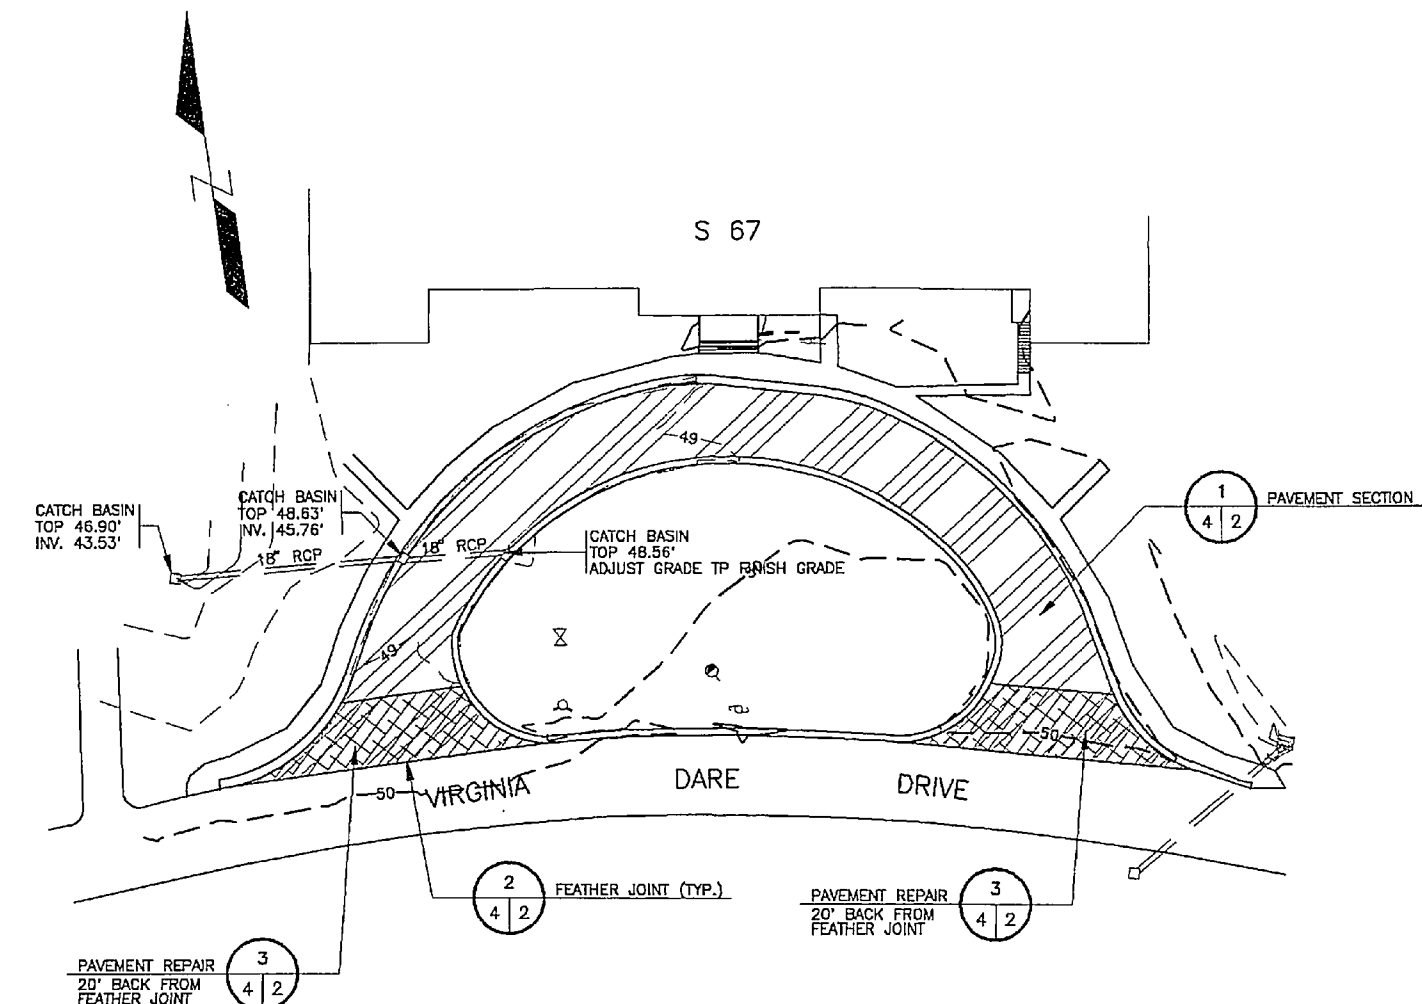 S 67
49
CATCH BASIN
TOP 46.90'
INV. 43.53'
CATCH BASIN
TOP 48.63'
INV. 45.76'
18" RCP
18" RCP
CATCH BASIN
TOP 48.56'
ADJUST GRADE TP FINISH GRADE
1
4 2
PAVEMENT SECTION
49
50
50
VIRGINIA DARE DRIVE
2
4 2
FEATHER JOINT (TYP.)
PAVEMENT REPAIR
20' BACK FROM
FEATHER JOINT
3
4 2
PAVEMENT REPAIR
20' BACK FROM
FEATHER JOINT
3
4 2